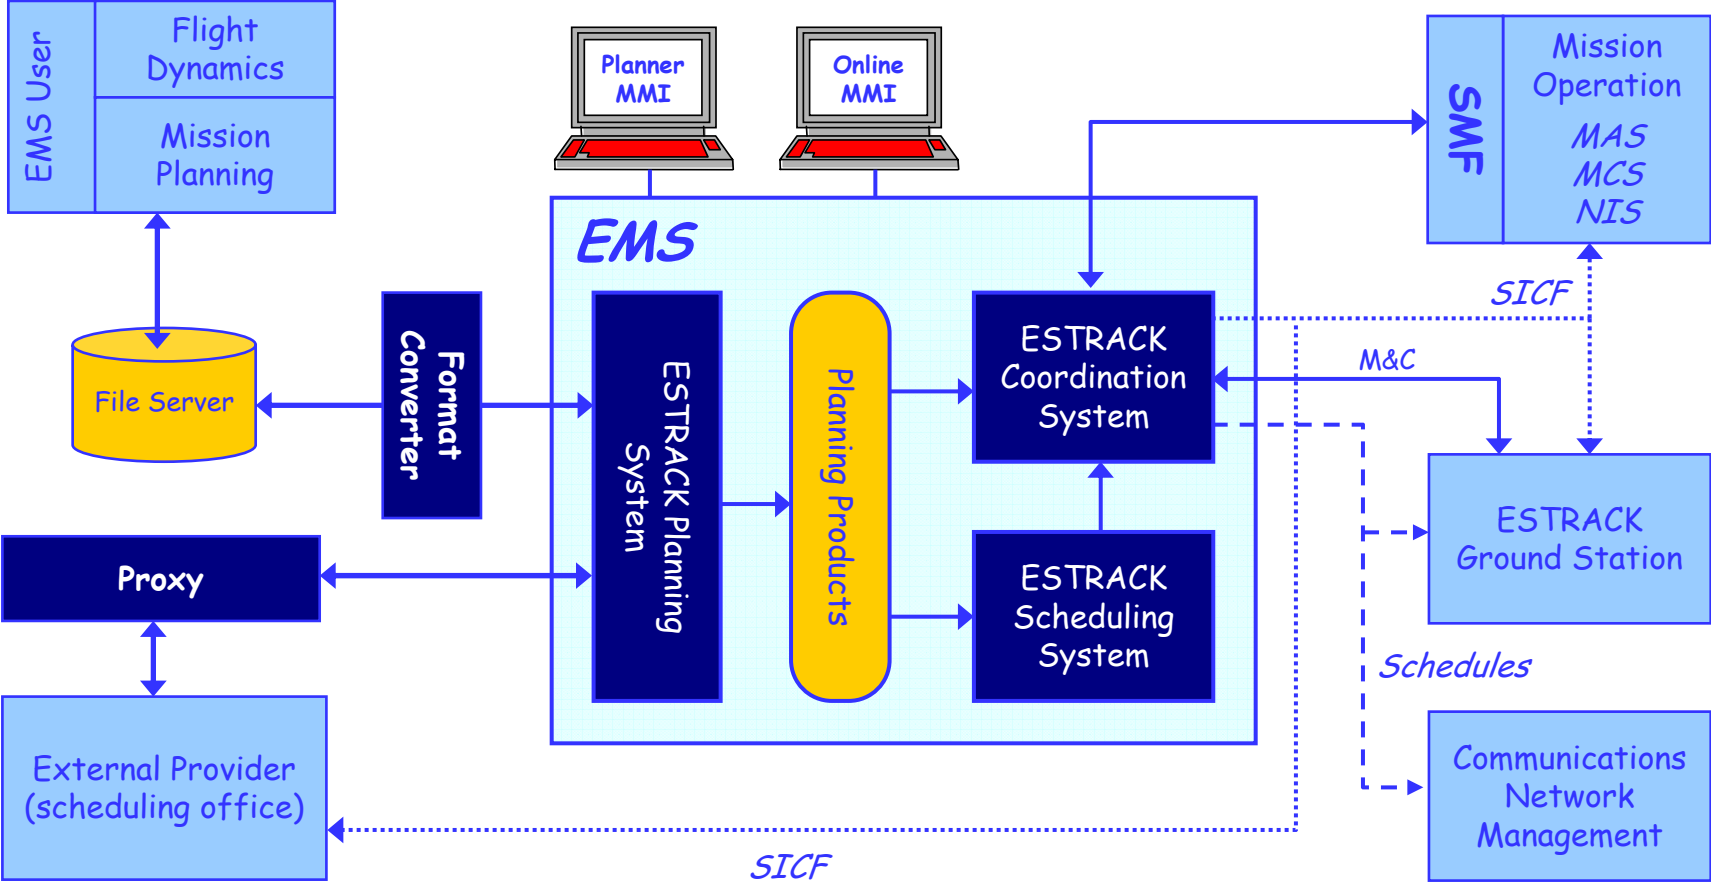 EMS User
Flight
Dynamics
Mission
Planning
Planner
MMI
Online
MMI
SMF
Mission
Operation
MAS
MCS
NIS
EMS
File Server
Format
Converter
ESTRACK Planning
System
Planning Products
ESTRACK
Coordination
System
ESTRACK
Scheduling
System
SICF
M&C
ESTRACK
Ground Station
Proxy
External Provider
(scheduling office)
Schedules
Communications
Network
Management
SICF